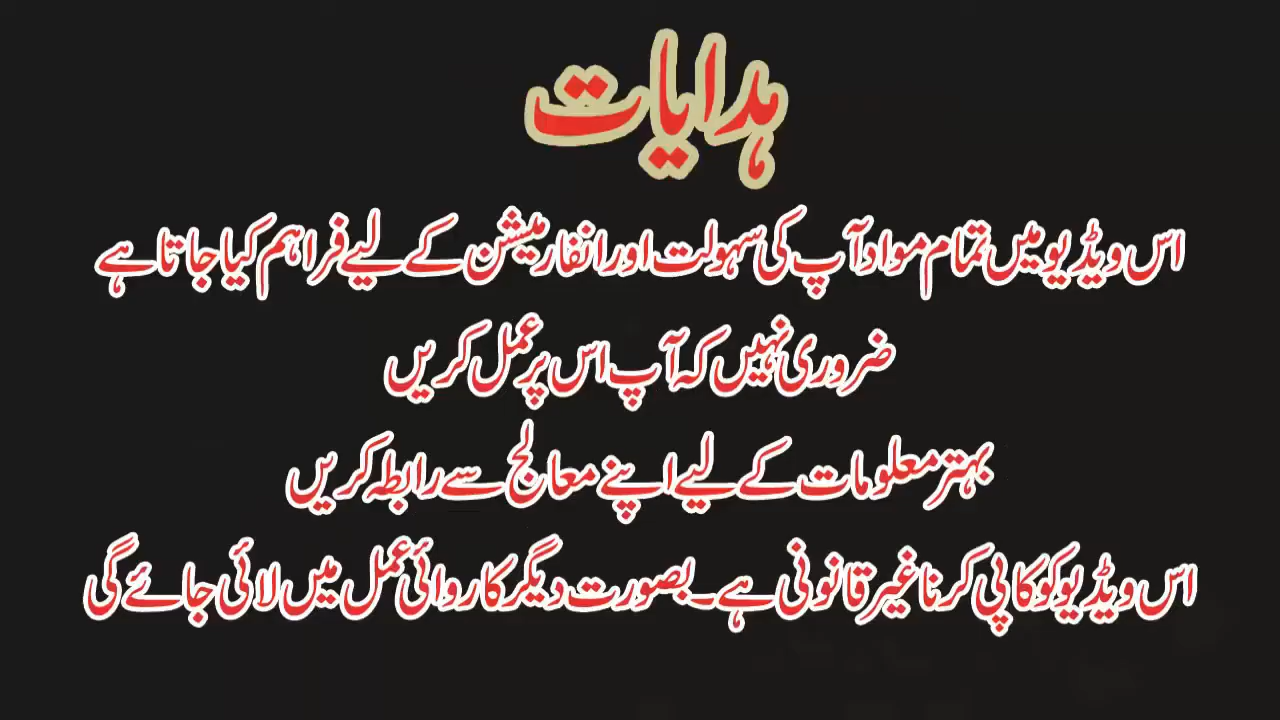 ہدایات
اس ویڈیو میں تمام مواد آپ کی سہولت اور انفارمیشن کے لیے فراہم کیا جاتا ہے
ضروری نہیں کہ آپ اس پر عمل کریں
بہتر معلومات کے لیے اپنے معالج سے رابطہ کریں
اس ویڈیو کو کاپی کرنا غیر قانونی ہے۔ بصورت دیگر کاروائی عمل میں لائی جائے گی